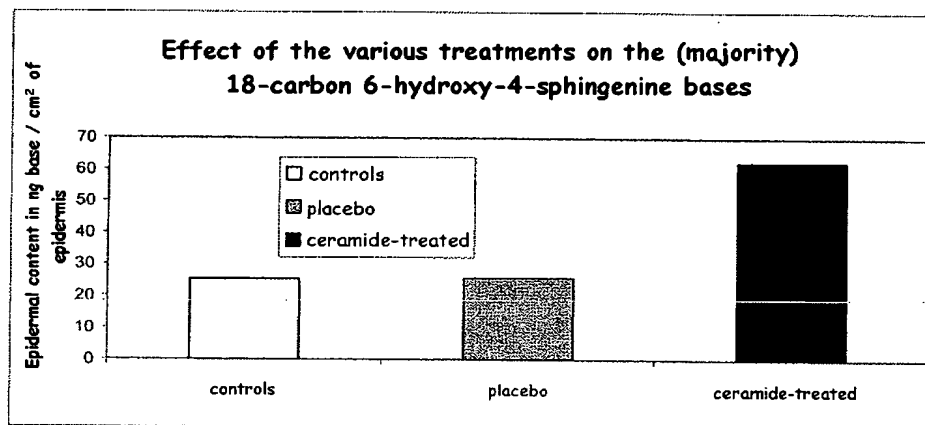 Effect of the various treatments on the (majority)
18-carbon 6-hydroxy-4-sphingenine bases
Epidermal content in ng base / cm² of
epidermis
70
60
50
40
30
20
10
0
controls
placebo
ceramide-treated
controls
placebo
ceramide-treated